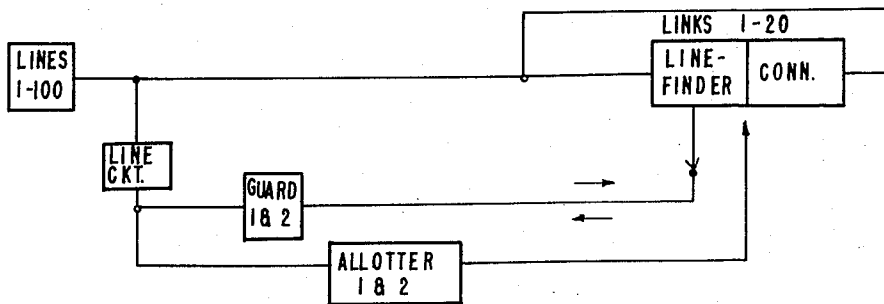 LINKS 1-20
LINES
1-100
LINE-
FINDER
CONN.
LINE
CKT.
GUARD
1 & 2
ALLOTTER
1 & 2